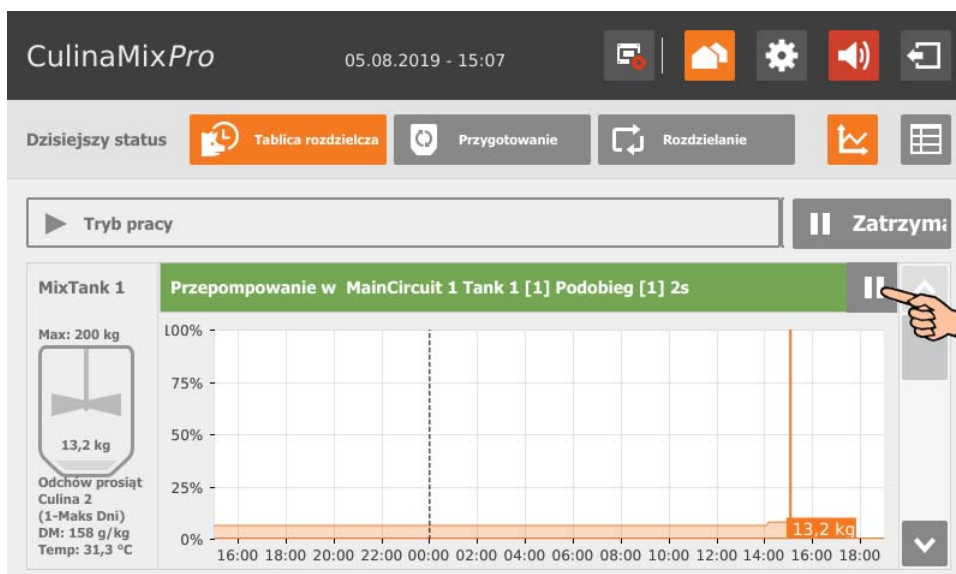 CulinaMixPro
05.08.2019 - 15:07
Dzisiejszy status
Tablica rozdzielcza
Przygotowanie
Rozdzielanie
Tryb pracy
Zatrzyma
MixTank 1
Przepompowanie w MainCircuit 1 Tank 1 [1] Podobieg [1] 2s
Max: 200 kg
13,2 kg
Odchów prosiąt
Culina 2
(1-Maks Dni)
DM: 158 g/kg
Temp: 31,3 °C
100%
75%
50%
25%
0%
13,2 kg
16:00 18:00 20:00 22:00 00:00 02:00 04:00 06:00 08:00 10:00 12:00 14:00 16:00 18:00